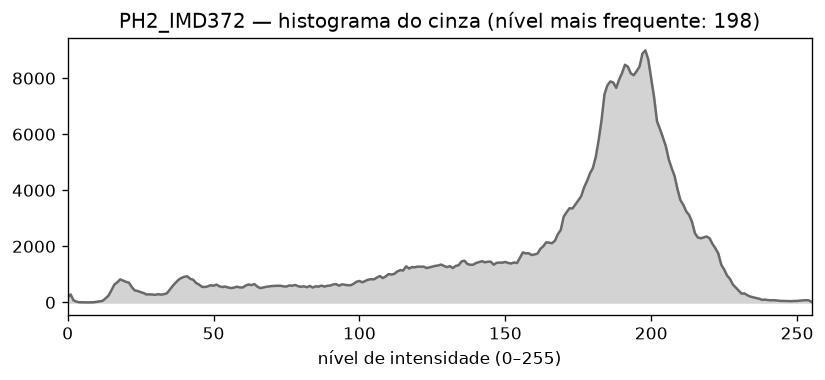 PH2_IMD372 — histograma do cinza (nível mais frequente: 198)
8000
6000
4000
2000
0
0 50 100 150 200 250
nível de intensidade (0–255)